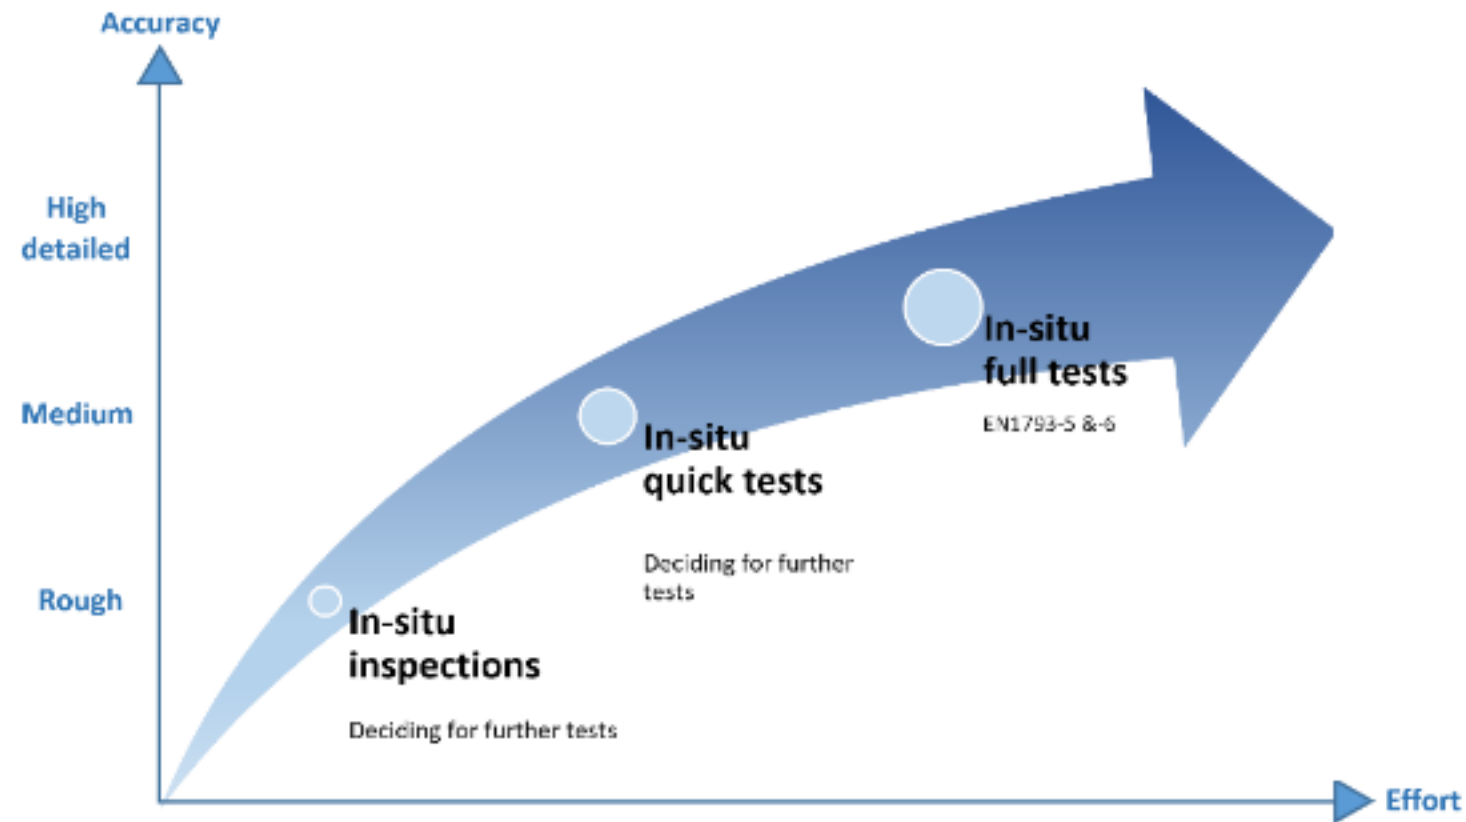 Accuracy
High
detailed
In-situ
full tests
EN1793-5 &-6
Medium
In-situ
quick tests
Deciding for further
tests
Rough
In-situ
inspections
Deciding for further tests
Effort